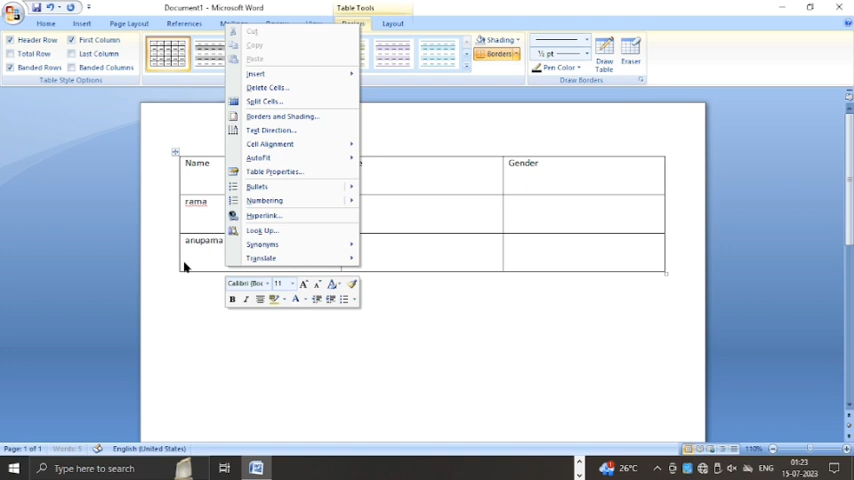 Document1 - Microsoft Word
Table Tools
Home
Insert
Page Layout
References
Layout
Header Row
First Column
Total Row
Last Column
Banded Rows
Banded Columns
Table Style Options
Shading
Borders
½ pt
Pen Color
Draw
Table
Eraser
Draw Borders
Cut
Copy
Paste
Insert
Delete Cells...
Split Cells...
Borders and Shading...
Text Direction...
Cell Alignment
AutoFit
Table Properties...
Bullets
Numbering
Hyperlink...
Look Up...
Synonyms
Translate
Name
Gender
rama
anupama
Calibri (Boc
11
A A A
B I A
Page: 1 of 1
Words: 5
English (United States)
110%
Type here to search
26°C
ENG
01:23
15-07-2023